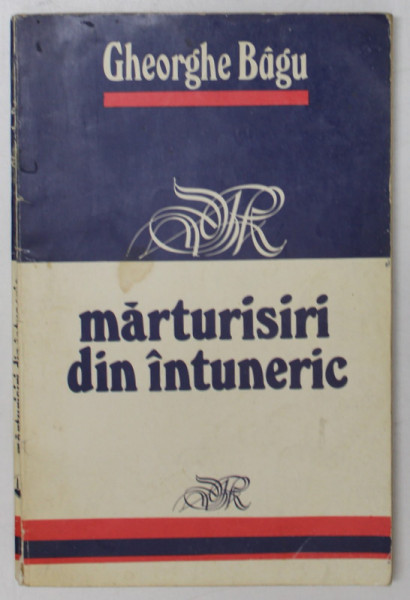 Gheorghe Bâgu
mărturisiri
din întuneric